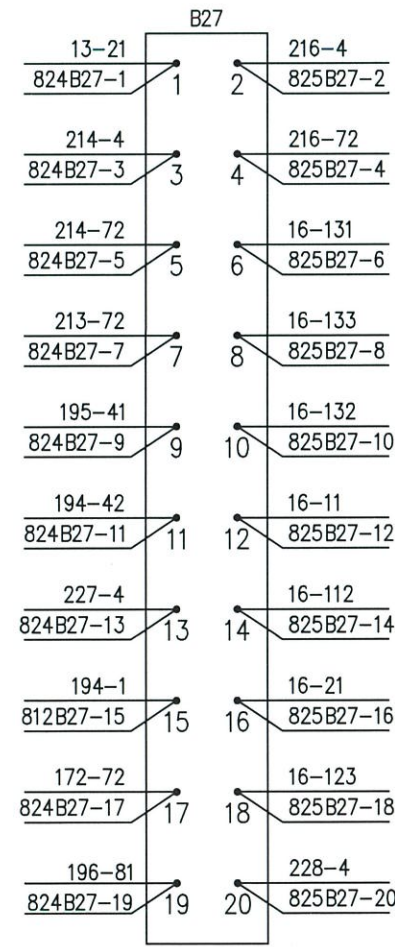 B27
13-21 216-4
824B27-1 1 2 825B27-2
214-4 216-72
824B27-3 3 4 825B27-4
214-72 16-131
824B27-5 5 6 825B27-6
213-72 16-133
824B27-7 7 8 825B27-8
195-41 16-132
824B27-9 9 10 825B27-10
194-42 16-11
824B27-11 11 12 825B27-12
227-4 16-112
824B27-13 13 14 825B27-14
194-1 16-21
812B27-15 15 16 825B27-16
172-72 16-123
824B27-17 17 18 825B27-18
196-81 228-4
824B27-19 19 20 825B27-20